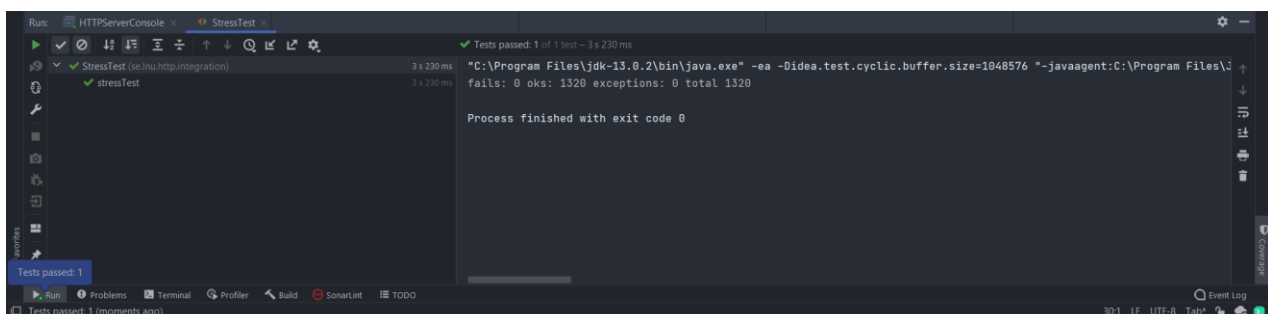 Run: HTTPServerConsole × StressTest ×
Tests passed: 1 of 1 test – 3 s 230 ms
StressTest (se.lnu.http.integration) 3 s 230 ms
stressTest 3 s 230 ms
"C:\Program Files\jdk-13.0.2\bin\java.exe" -ea -Didea.test.cyclic.buffer.size=1048576 "-javaagent:C:\Program Files\J
fails: 0 oks: 1320 exceptions: 0 total 1320
Process finished with exit code 0
Coverage
Tests passed: 1
Run Problems Terminal Profiler Build SonarLint TODO Event Log
Tests passed: 1 (moments ago) 30:1 LF UTF-8 Tab*